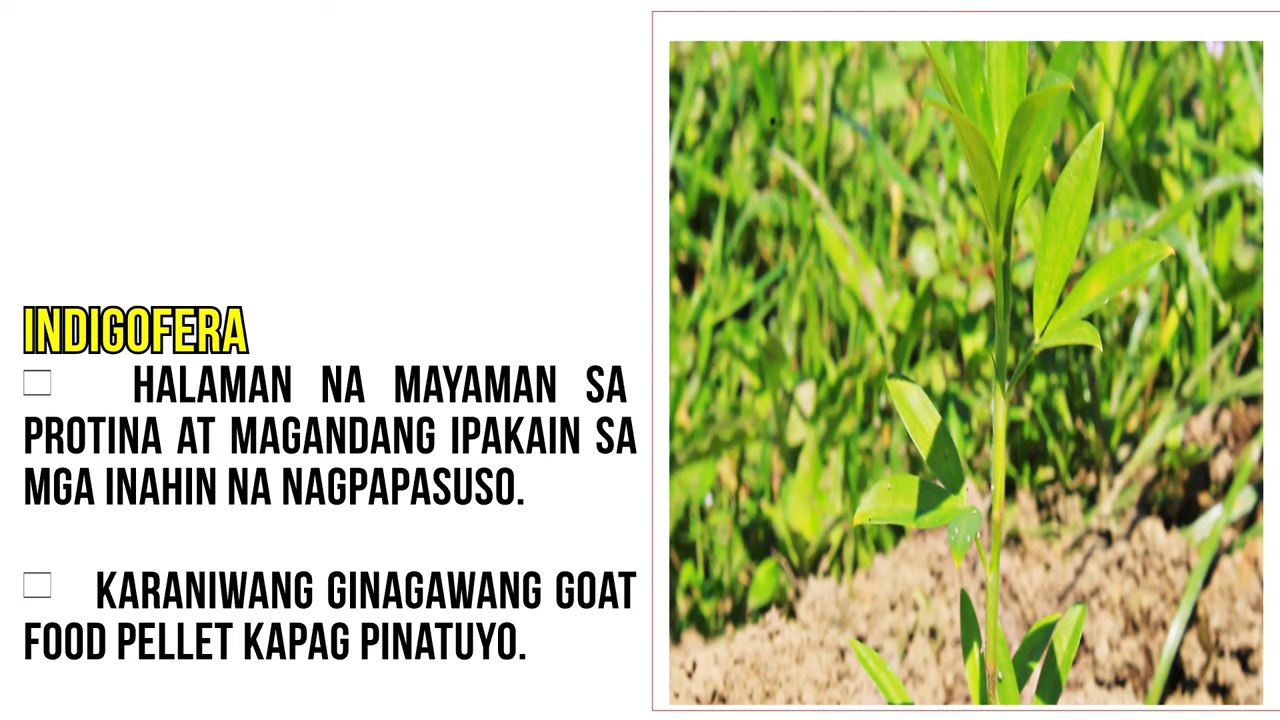 INDIGOFERA
□ HALAMAN NA MAYAMAN SA
PROTINA AT MAGANDANG IPAKAIN SA
MGA INAHIN NA NAGPAPASUSO.
□ KARANIWANG GINAGAWANG GOAT
FOOD PELLET KAPAG PINATUYO.